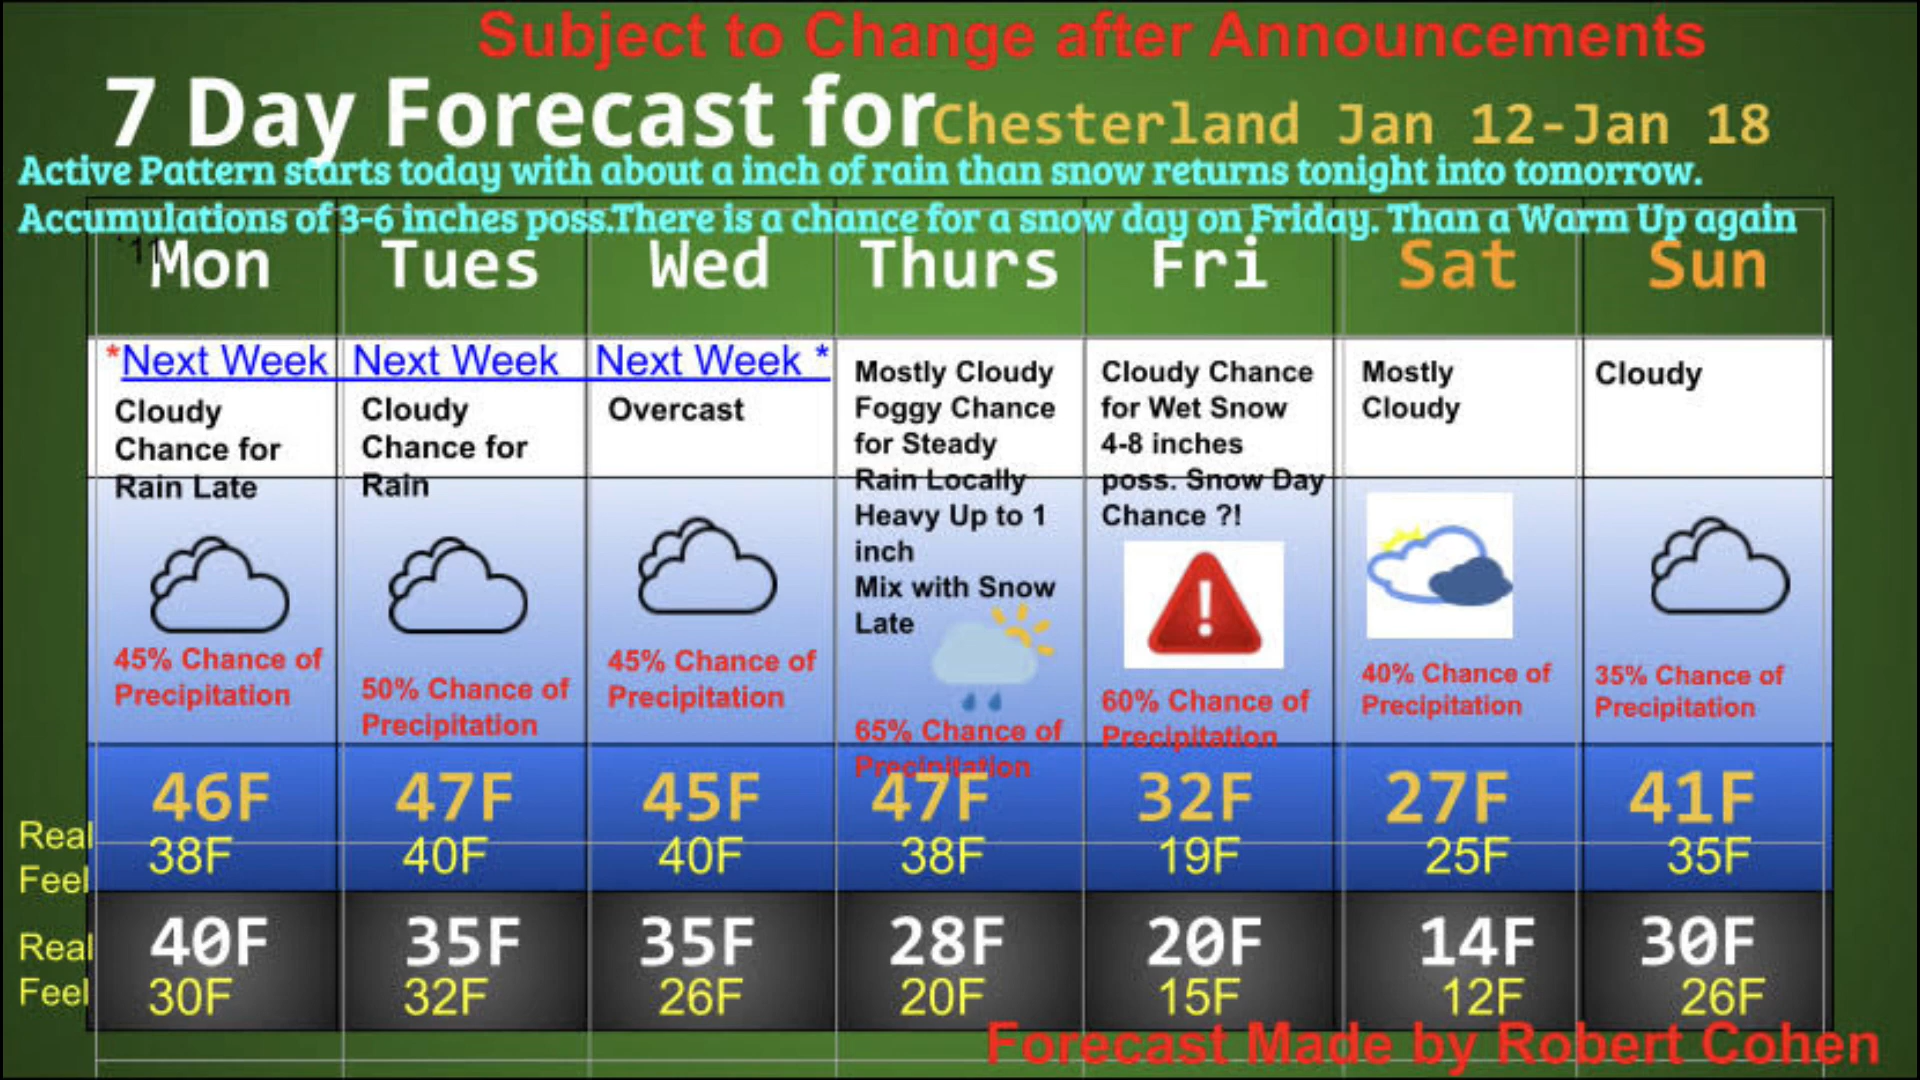 Subject to Change after Announcements
7 Day Forecast for Chesterland Jan 12-Jan 18
Active Pattern starts today with about a inch of rain than snow returns tonight into tomorrow.
Accumulations of 3-6 inches poss.There is a chance for a snow day on Friday. Than a Warm Up again
Mon Tues Wed Thurs Fri Sat Sun
*Next Week Next Week Next Week *
Cloudy
Chance for
Rain Late
45% Chance of
Precipitation
Cloudy
Chance for
Rain
50% Chance of
Precipitation
Overcast
45% Chance of
Precipitation
Mostly Cloudy
Foggy Chance
for Steady
Rain Locally
Heavy Up to 1
inch
Mix with Snow
Late
65% Chance of
Precipitation
Cloudy Chance
for Wet Snow
4-8 inches
poss. Snow Day
Chance ?!
60% Chance of
Precipitation
Mostly
Cloudy
40% Chance of
Precipitation
Cloudy
35% Chance of
Precipitation
46F 47F 45F 47F 32F 27F 41F
Real
Feel
38F 40F 40F 38F 19F 25F 35F
40F 35F 35F 28F 20F 14F 30F
Real
Feel
30F 32F 26F 20F 15F 12F 26F
Forecast Made by Robert Cohen